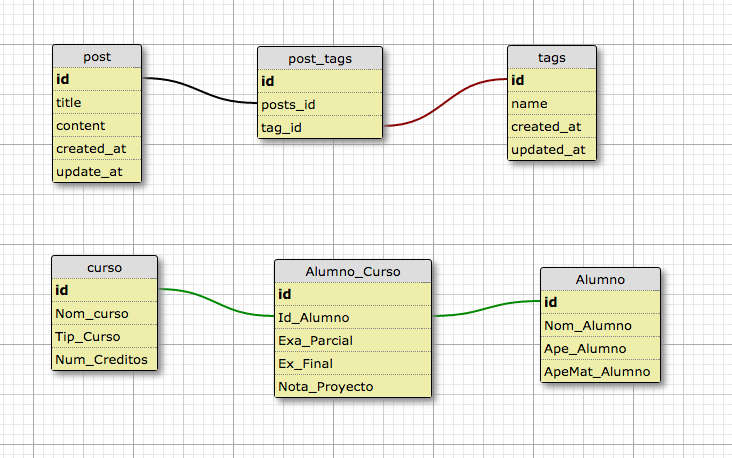 post
id
title
content
created_at
update_at
post_tags
id
posts_id
tag_id
tags
id
name
created_at
updated_at
curso
id
Nom_curso
Tip_Curso
Num_Creditos
Alumno_Curso
id
Id_Alumno
Exa_Parcial
Ex_Final
Nota_Proyecto
Alumno
id
Nom_Alumno
Ape_Alumno
ApeMat_Alumno